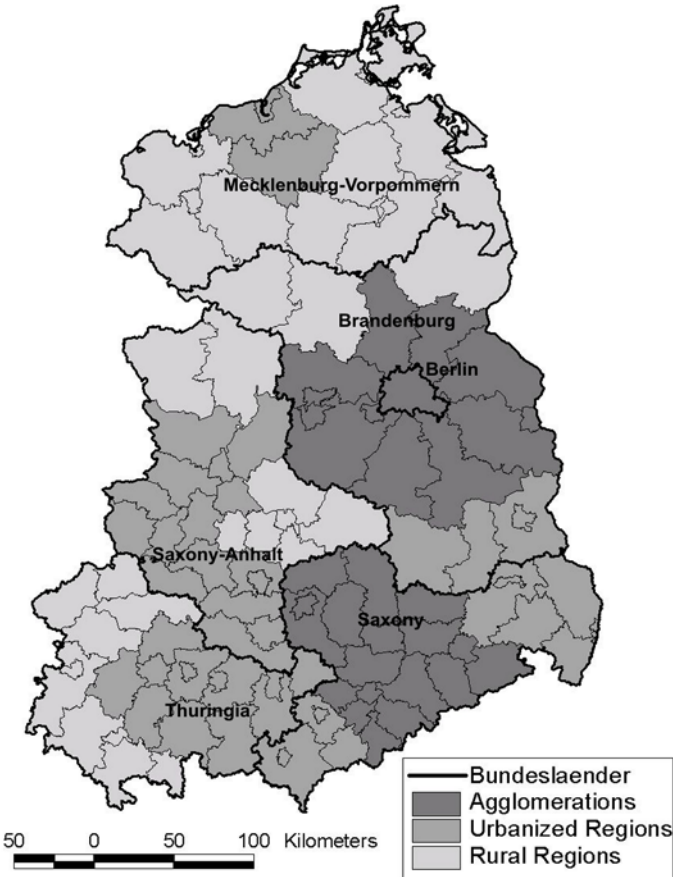 Mecklenburg-Vorpommern
Brandenburg
Berlin
Saxony-Anhalt
Saxony
Thuringia
Bundeslaender
Agglomerations
Urbanized Regions
Rural Regions
50 0 50 100 Kilometers